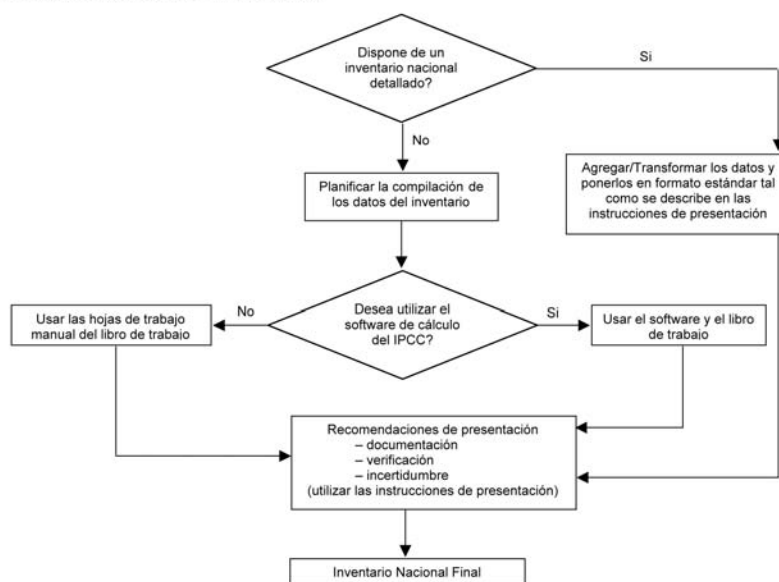 Dispone de un
inventario nacional
detallado?
Si
No
Agregar/Transformar los datos y
ponerlos en formato estándar tal
como se describe en las
instrucciones de presentación
Planificar la compilación de
los datos del inventario
Usar las hojas de trabajo
manual del libro de trabajo
No
Desea utilizar el
software de cálculo
del IPCC?
Si
Usar el software y el libro
de trabajo
Recomendaciones de presentación
– documentación
– verificación
– incertidumbre
(utilizar las instrucciones de presentación)
Inventario Nacional Final